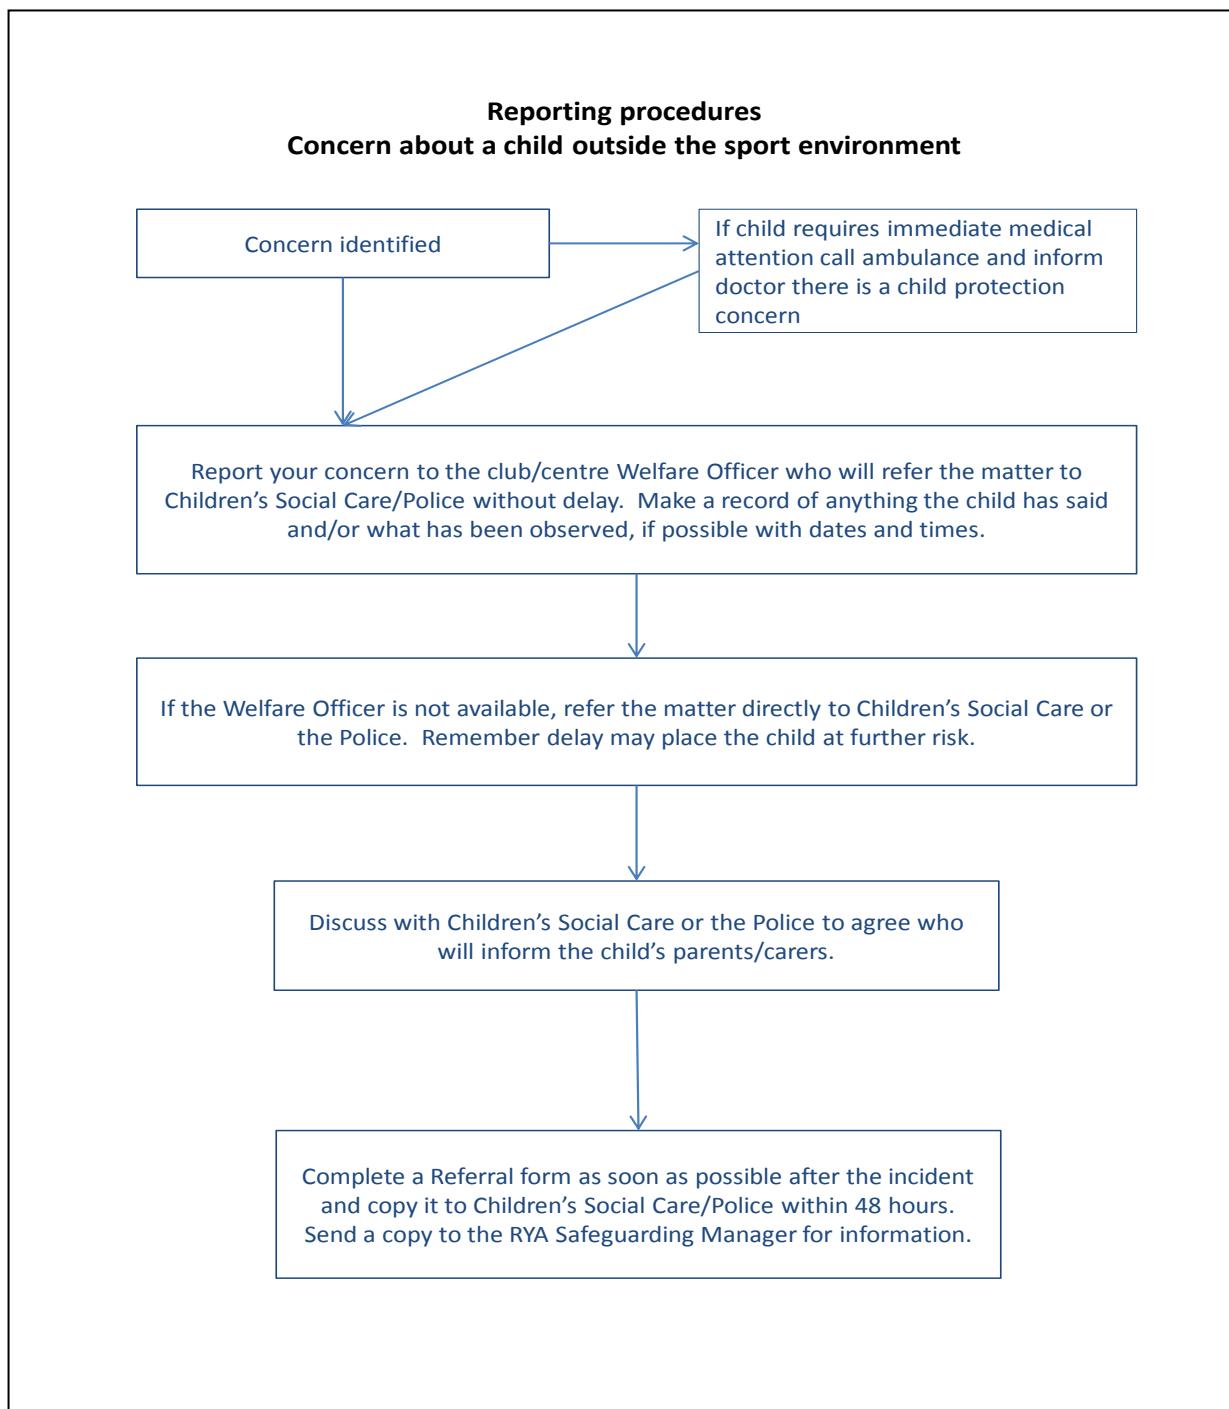 Reporting procedures
Concern about a child outside the sport environment
Concern identified
If child requires immediate medical
attention call ambulance and inform
doctor there is a child protection
concern
Report your concern to the club/centre Welfare Officer who will refer the matter to
Children’s Social Care/Police without delay.  Make a record of anything the child has said
and/or what has been observed, if possible with dates and times.
If the Welfare Officer is not available, refer the matter directly to Children’s Social Care or
the Police.  Remember delay may place the child at further risk.
Discuss with Children’s Social Care or the Police to agree who
will inform the child’s parents/carers.
Complete a Referral form as soon as possible after the incident
and copy it to Children’s Social Care/Police within 48 hours.
Send a copy to the RYA Safeguarding Manager for information.